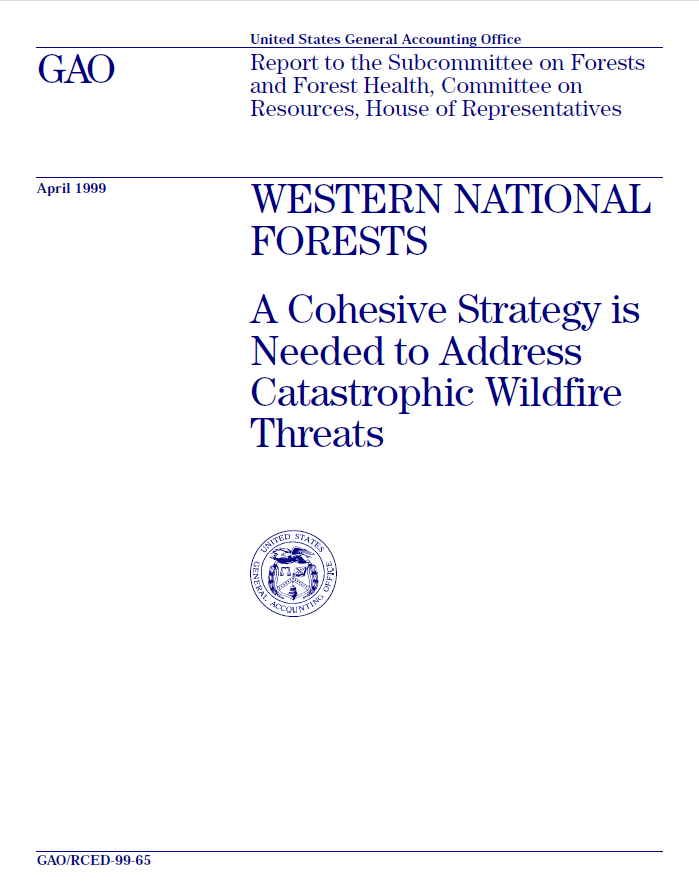 United States General Accounting Office
GAO
Report to the Subcommittee on Forests
and Forest Health, Committee on
Resources, House of Representatives
April 1999
WESTERN NATIONAL
FORESTS
A Cohesive Strategy is
Needed to Address
Catastrophic Wildfire
Threats
UNITED STATES
GENERAL ACCOUNTING OFFICE
GAO/RCED-99-65